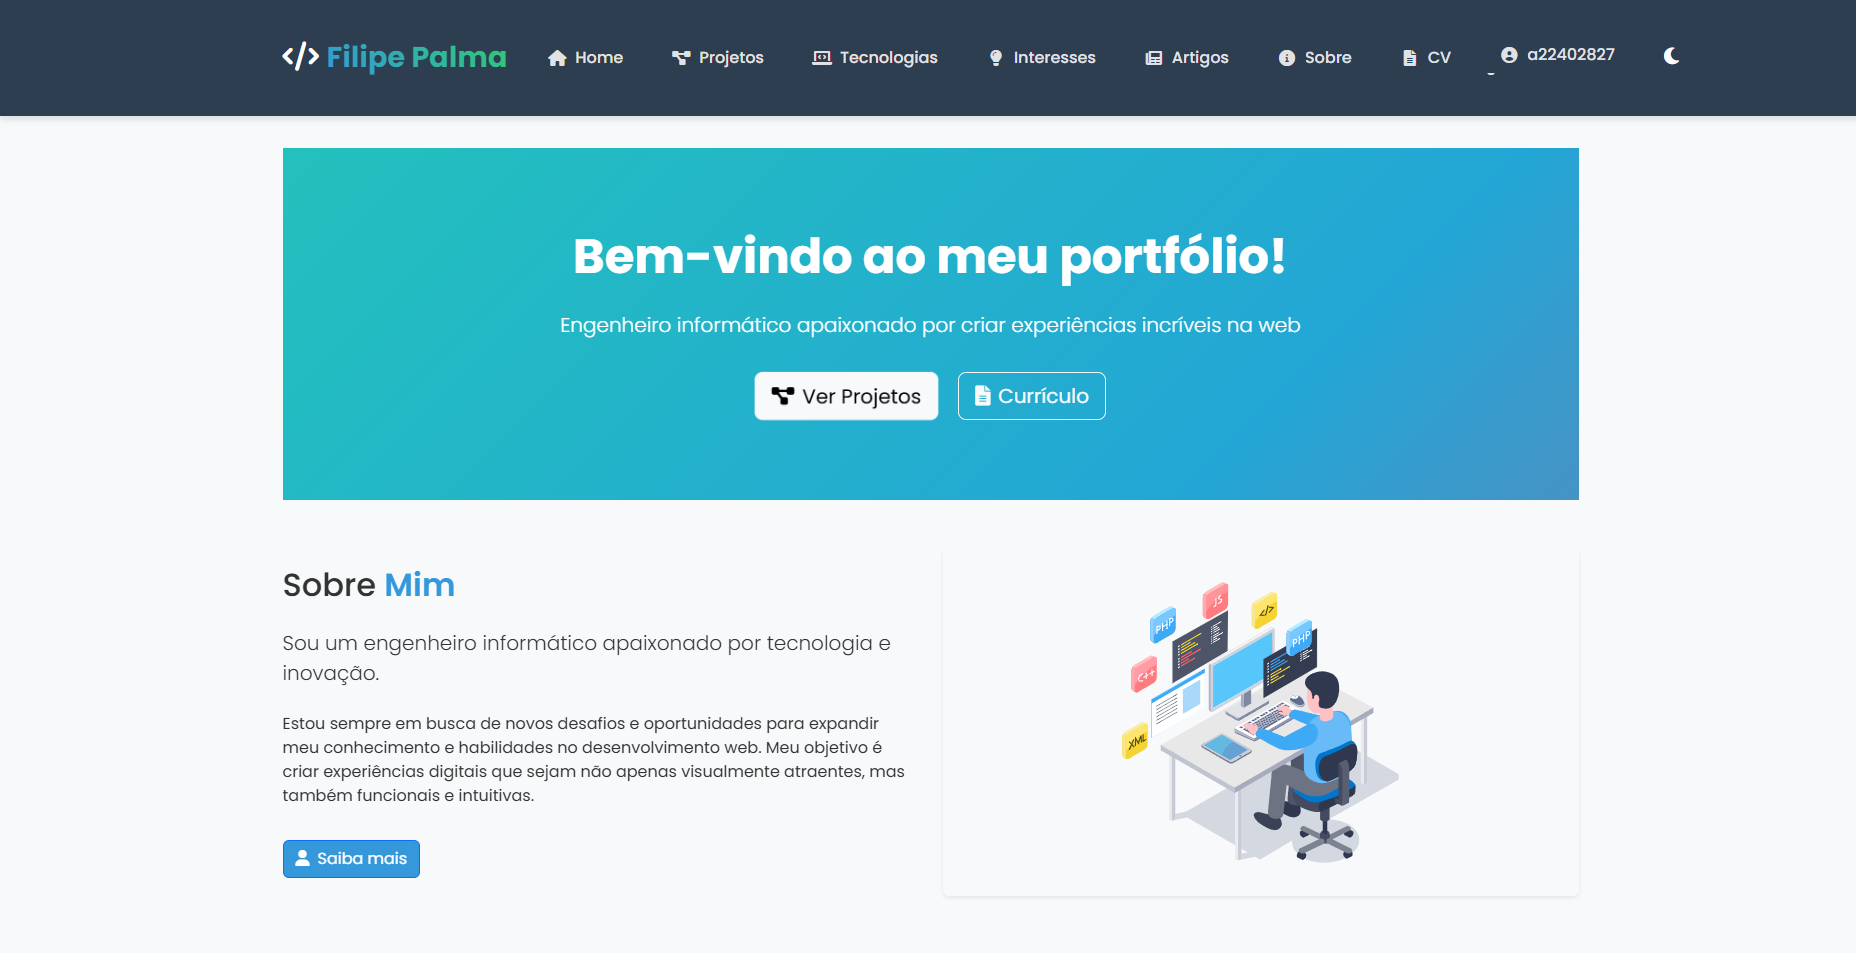 </> Filipe Palma Home Projetos Tecnologias Interesses Artigos Sobre CV a22402827
Bem-vindo ao meu portfólio!
Engenheiro informático apaixonado por criar experiências incríveis na web
Ver Projetos Currículo
Sobre Mim
Sou um engenheiro informático apaixonado por tecnologia e
inovação.
Estou sempre em busca de novos desafios e oportunidades para expandir
meu conhecimento e habilidades no desenvolvimento web. Meu objetivo é
criar experiências digitais que sejam não apenas visualmente atraentes, mas
também funcionais e intuitivas.
Saiba mais
JS
</>
PHP
PHP
C++
XML